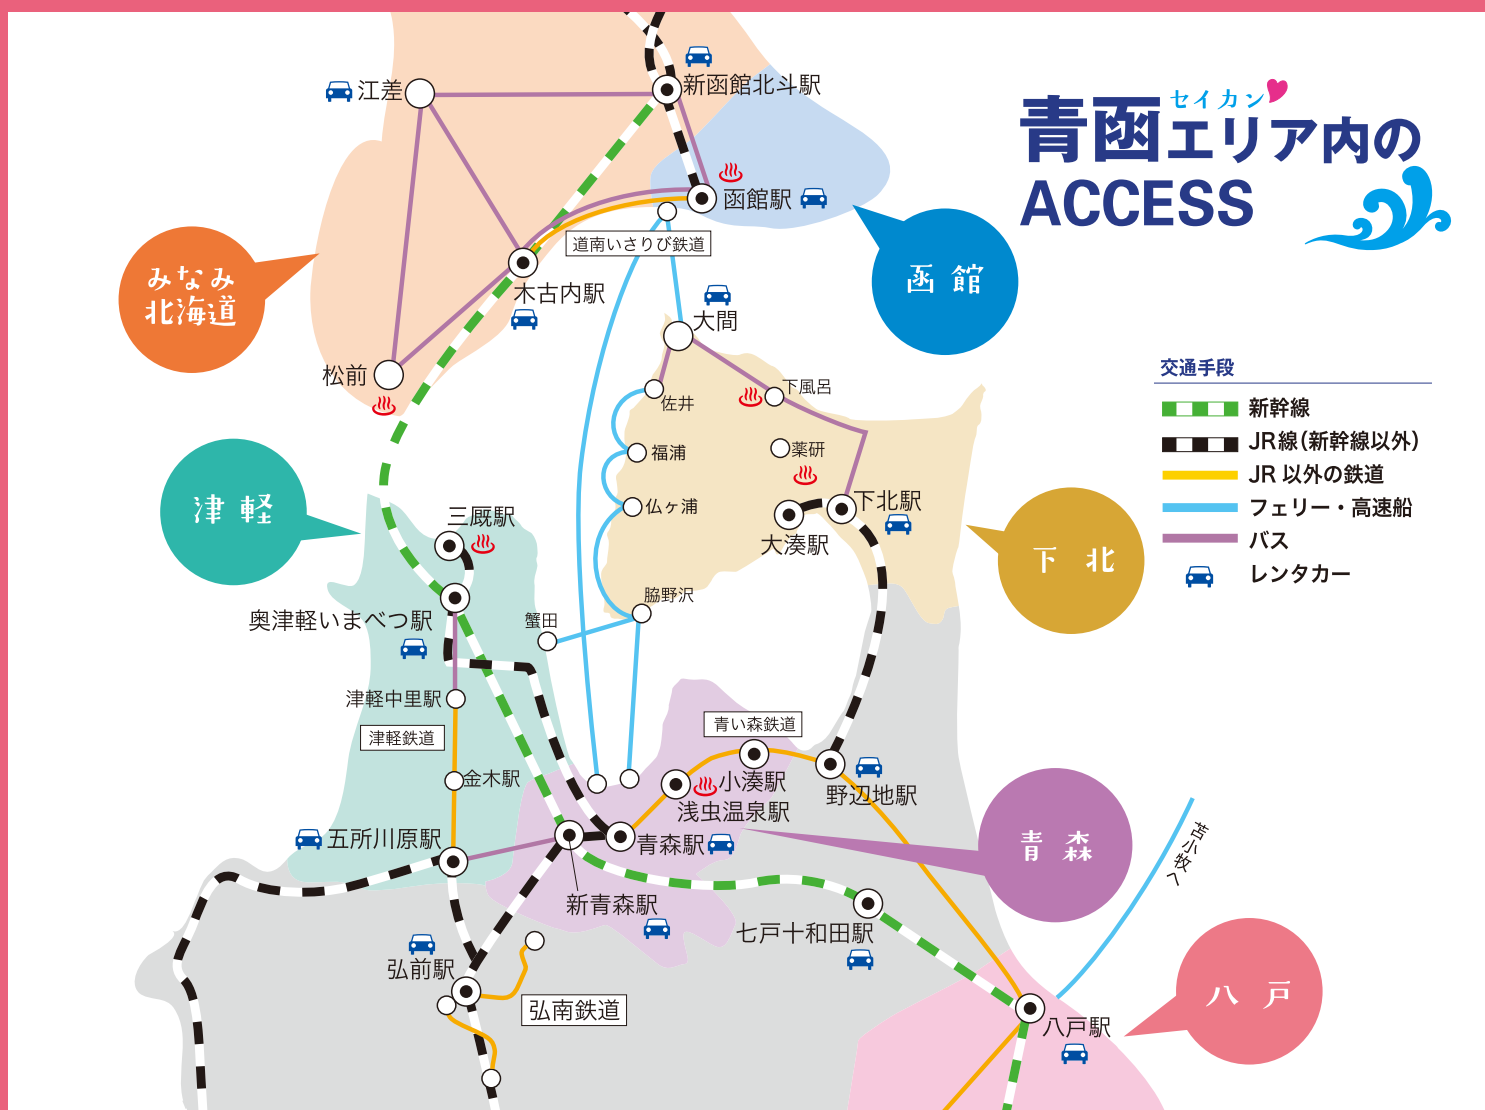 青函エリア内の
セイカン
ACCESS
新函館北斗駅
江差
函館駅
道南いさりび鉄道
函 館
みなみ
北海道
木古内駅
大間
松前
下風呂
佐井
交通手段
新幹線
JR線（新幹線以外）
JR 以外の鉄道
フェリー・高速船
バス
レンタカー
福浦
薬研
津 軽
仏ヶ浦
下北駅
三厩駅
大湊駅
下 北
脇野沢
奥津軽いまべつ駅
蟹田
津軽中里駅
津軽鉄道
青い森鉄道
金木駅
小湊駅
野辺地駅
浅虫温泉駅
五所川原駅
青森駅
青 森
苫小牧へ
新青森駅
七戸十和田駅
弘前駅
弘南鉄道
八 戸
八戸駅